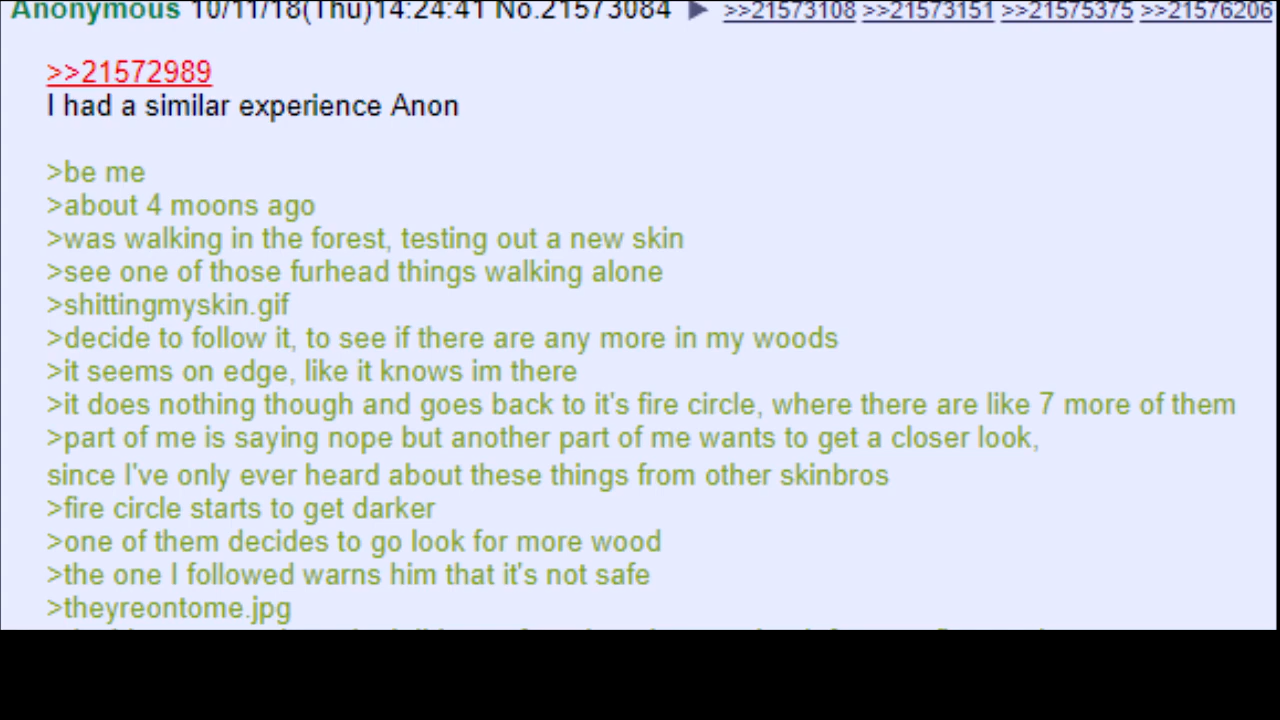 Anonymous 10/11/18(Thu)14:24:41 No.21573084 ▶ >>21573108 >>21573151 >>21575375 >>21576206
>>21572989
I had a similar experience Anon
>be me
>about 4 moons ago
>was walking in the forest, testing out a new skin
>see one of those furhead things walking alone
>shittingmyskin.gif
>decide to follow it, to see if there are any more in my woods
>it seems on edge, like it knows im there
>it does nothing though and goes back to it's fire circle, where there are like 7 more of them
>part of me is saying nope but another part of me wants to get a closer look,
since I've only ever heard about these things from other skinbros
>fire circle starts to get darker
>one of them decides to go look for more wood
>the one I followed warns him that it's not safe
>theyreontome.jpg